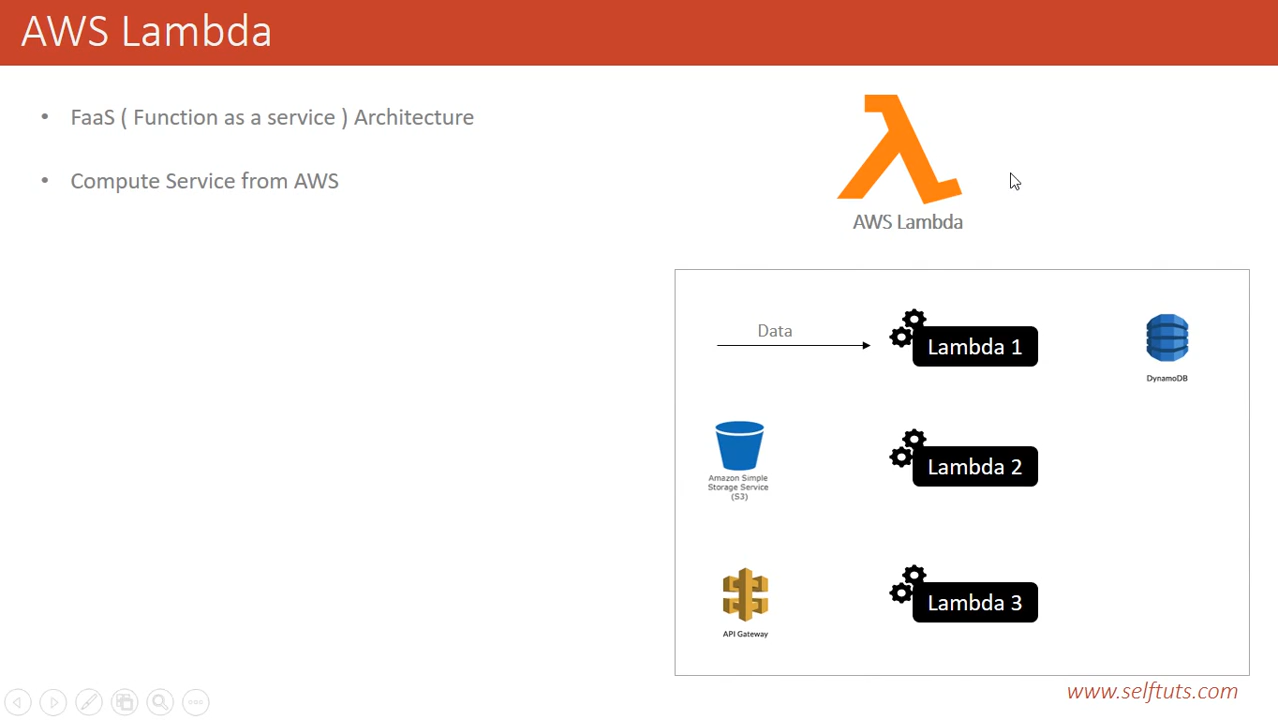 AWS Lambda
• FaaS ( Function as a service ) Architecture
• Compute Service from AWS
AWS Lambda
Data
Lambda 1
DynamoDB
Amazon Simple
Storage Service
(S3)
Lambda 2
API Gateway
Lambda 3
www.selftuts.com